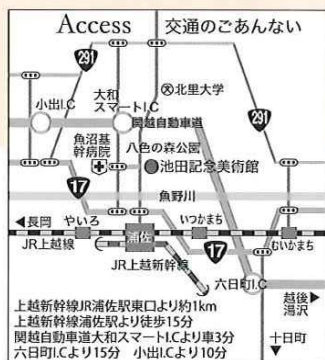 Access 交通のごあんない
291
㊛北里大学
大和
スマートI.C
小出I.C
関越自動車道
291
魚沼基
幹病院
八色の森公園
池田記念美術館
17
魚野川
◀長岡
やいろ
浦佐
いつかまち
むいかまち
JR上越線
17
JR上越新幹線
六日町I.C
越後▶
湯沢
十日町
▼
上越新幹線JR浦佐駅東口より約1km
上越新幹線浦佐駅より徒歩15分
関越自動車道大和スマートI.Cより車3分
六日町I.Cより15分 小出I.Cより10分